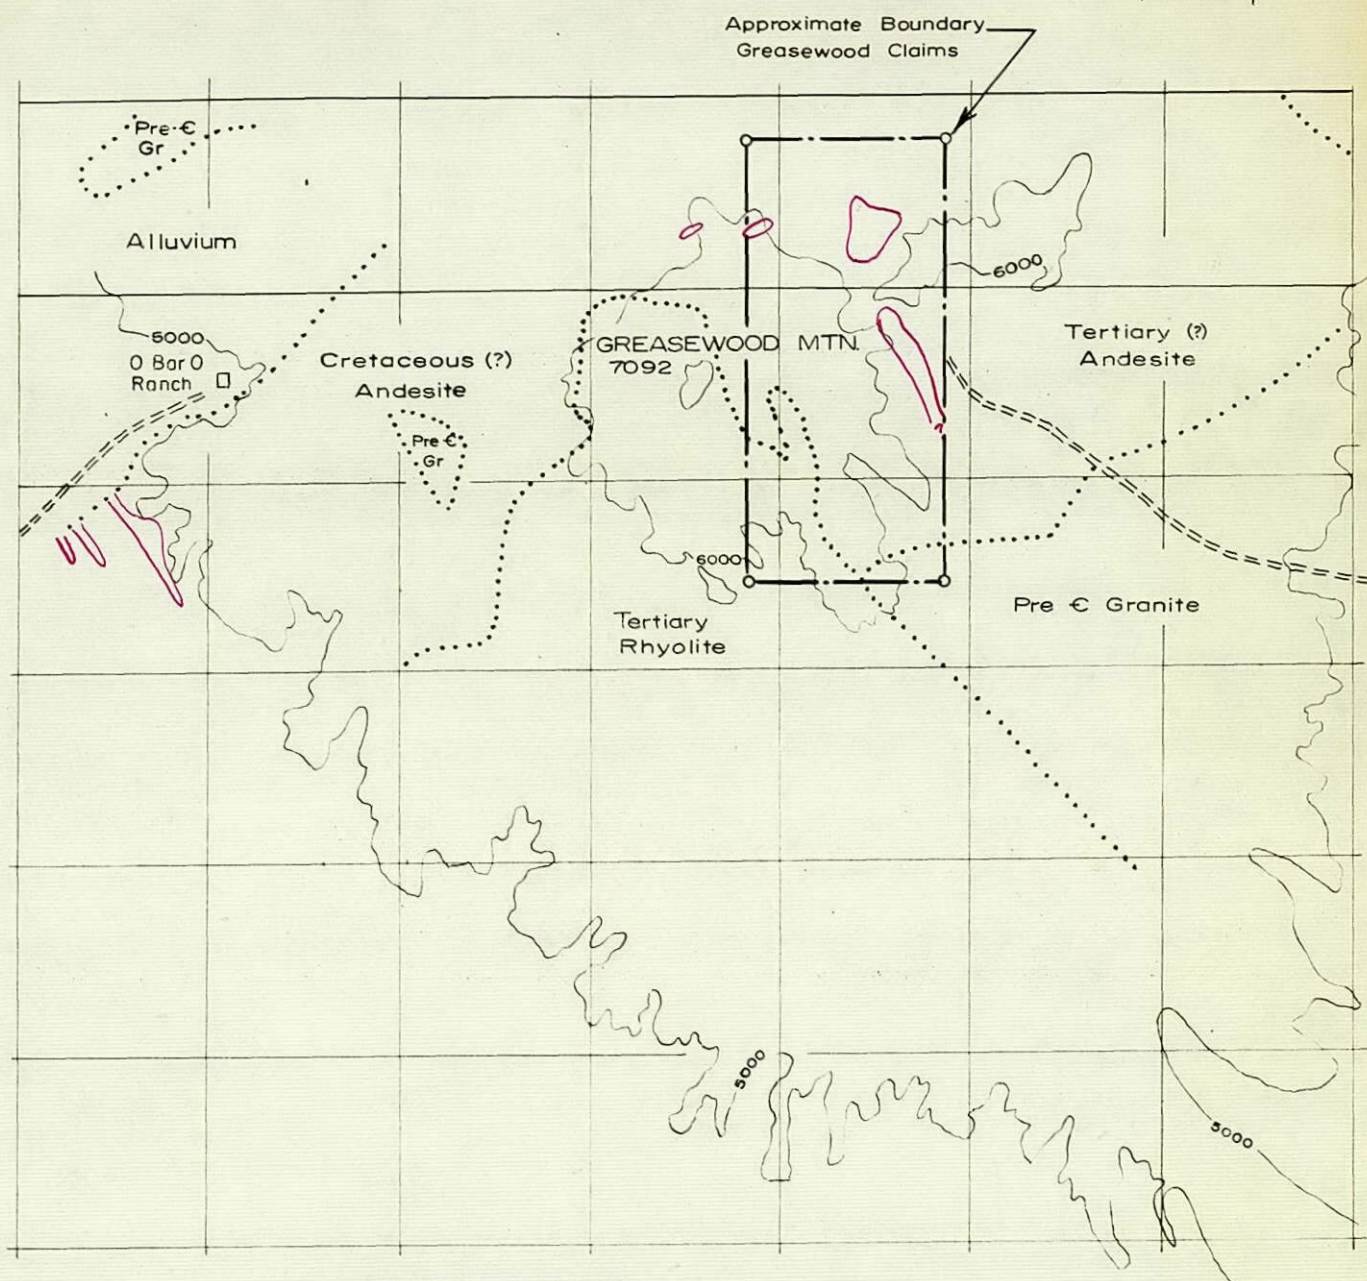 Approximate Boundary
Greasewood Claims
Pre-Є
Gr
Alluvium
6000
5000
O Bar O
Ranch
Cretaceous (?)
Andesite
GREASEWOOD MTN.
7092
Tertiary (?)
Andesite
Pre Є
Gr
?
6000
Tertiary
Rhyolite
Pre Є Granite
5000
5000